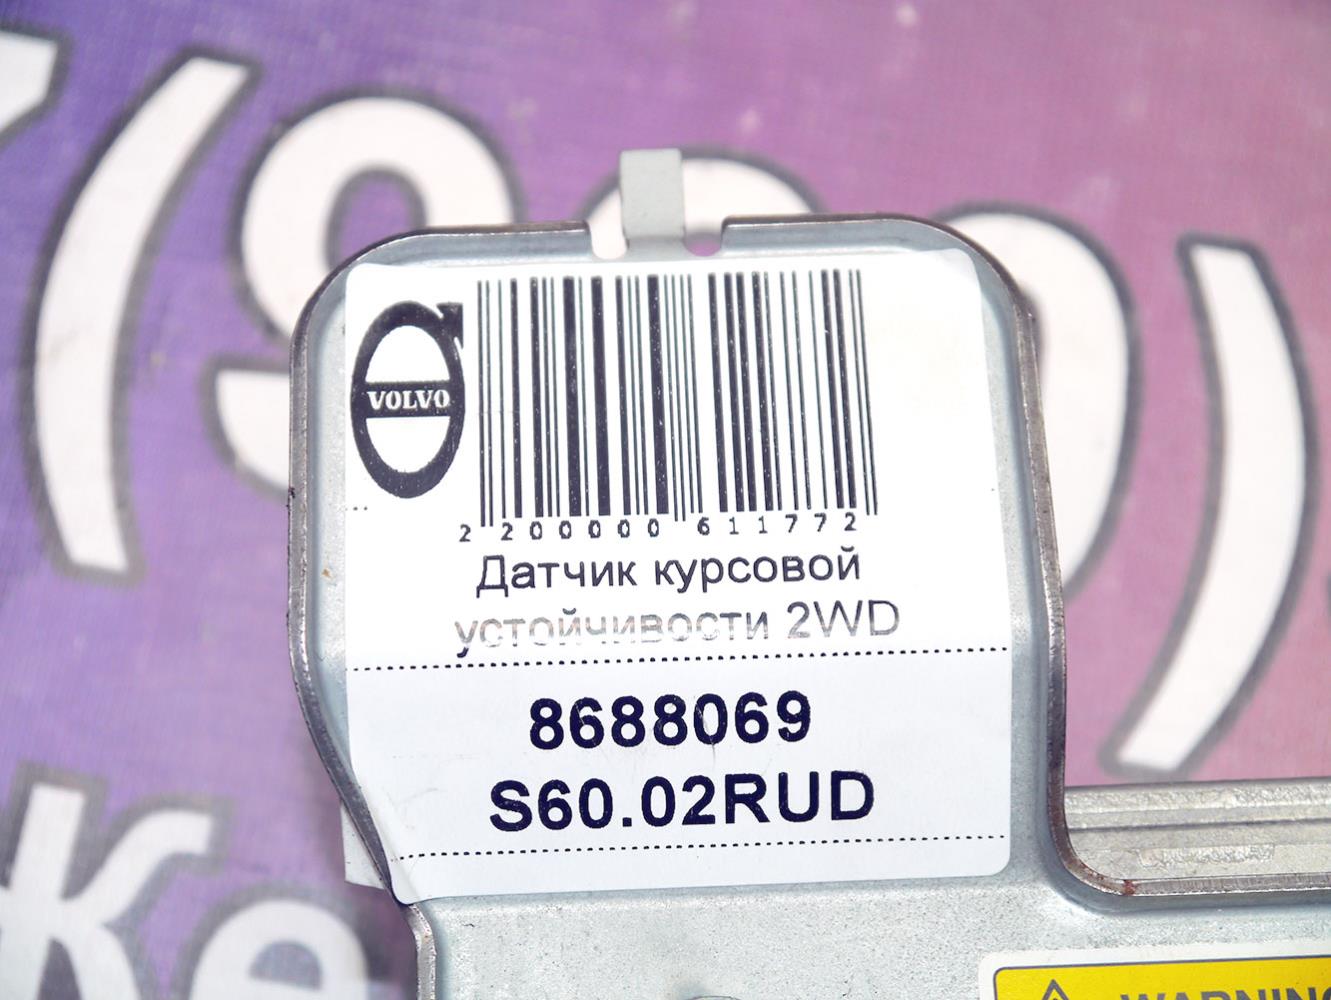 VOLVO
2 200000 611772
Датчик курсовой
устойчивости 2WD
8688069
S60.02RUD
WARNING